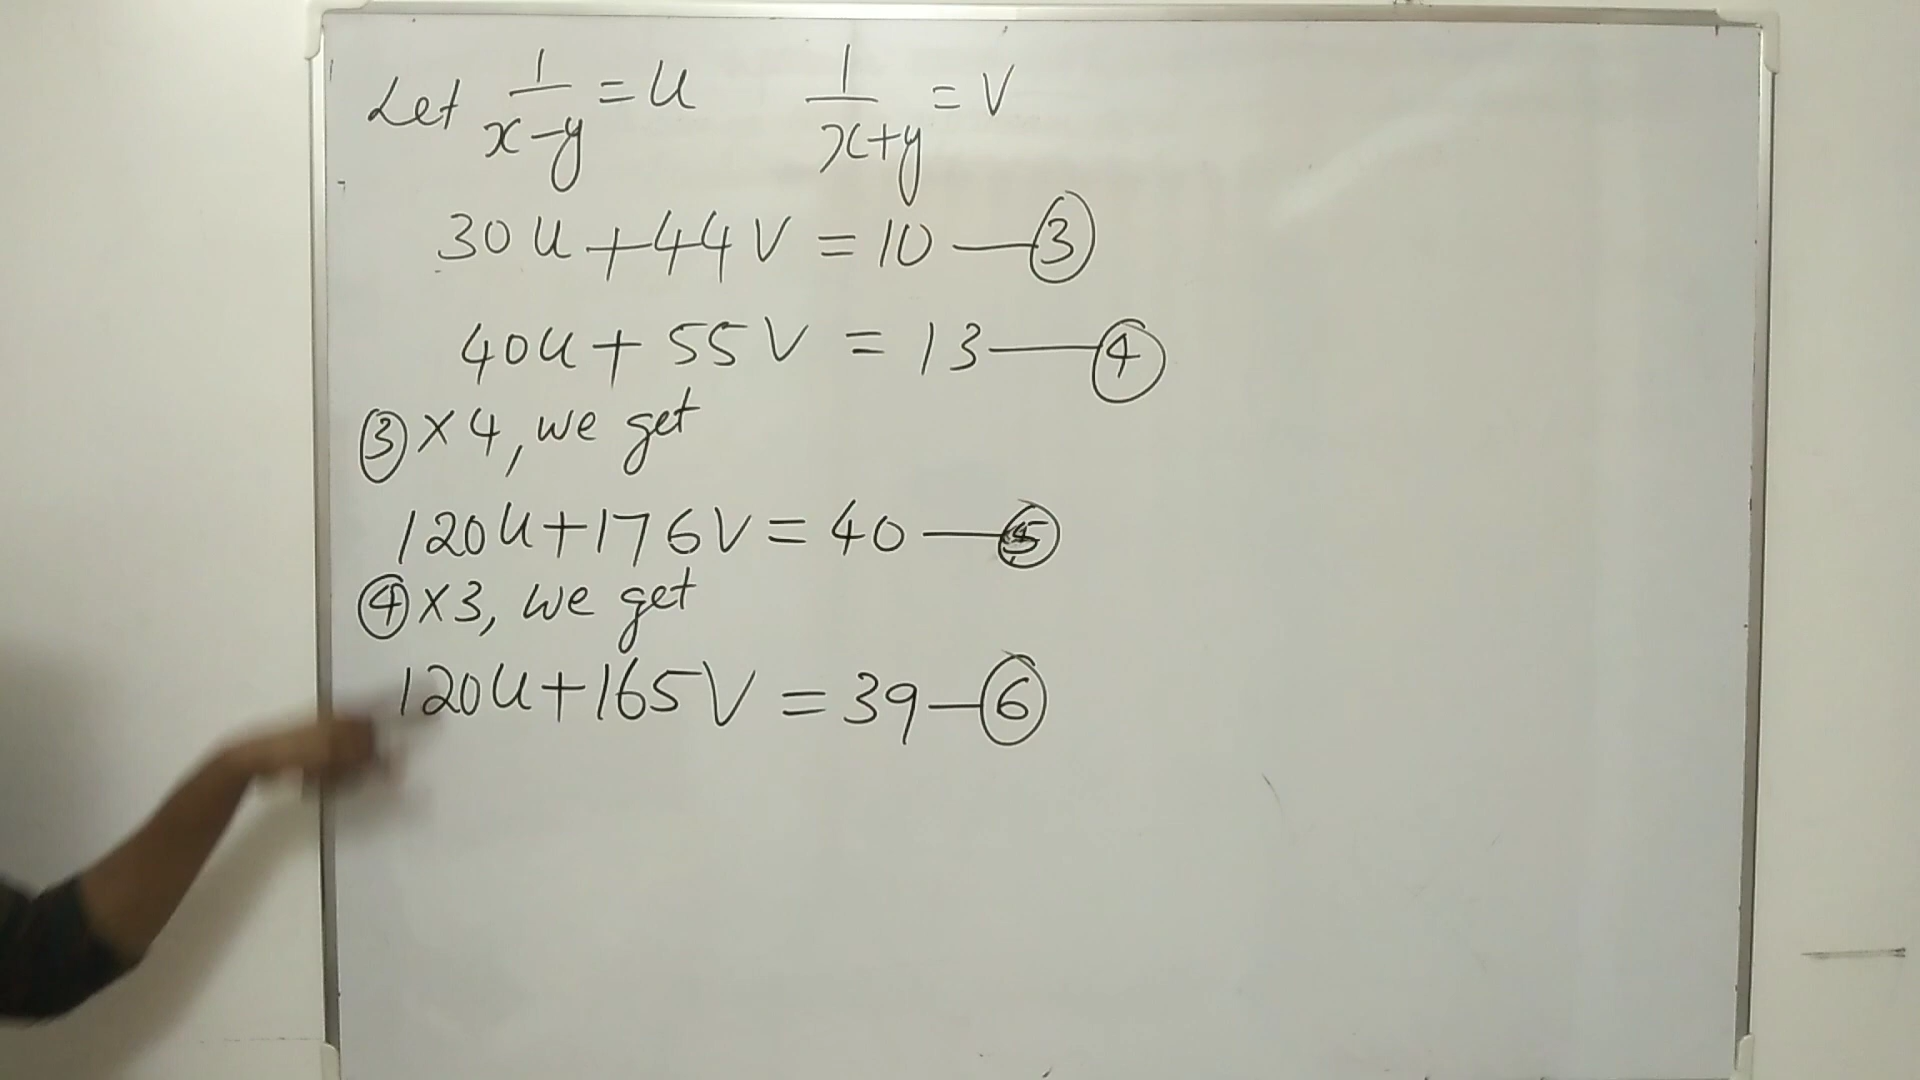 Let 1/(x-y) = u 1/(x+y) = v
30u + 44v = 10 — ③
40u + 55v = 13 — ④
③ × 4, we get
120u + 176v = 40 — ⑤
④ × 3, we get
120u + 165v = 39 — ⑥